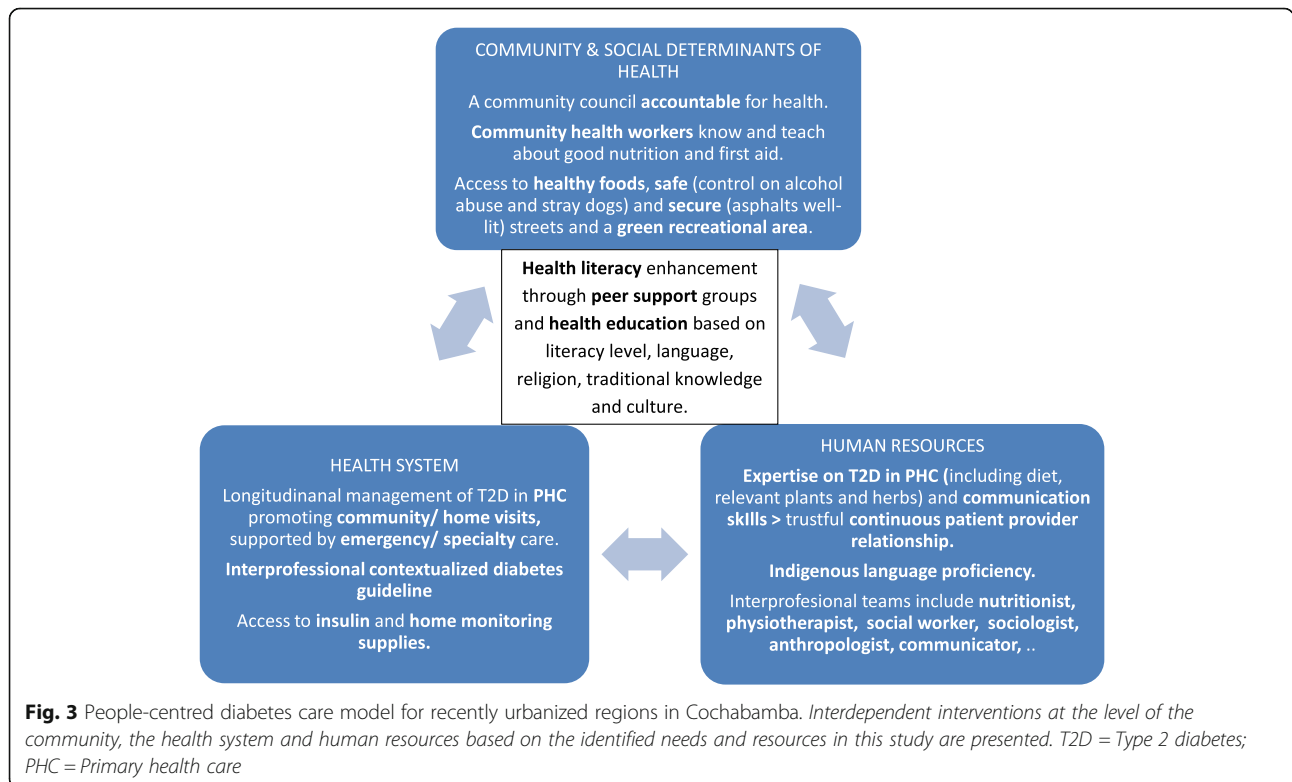 COMMUNITY & SOCIAL DETERMINANTS OF
HEALTH
A community council accountable for health.
Community health workers know and teach
about good nutrition and first aid.
Access to healthy foods, safe (control on alcohol
abuse and stray dogs) and secure (asphalts well-
lit) streets and a green recreational area.
Health literacy enhancement
through peer support groups
and health education based on
literacy level, language,
religion, traditional knowledge
and culture.
HEALTH SYSTEM
Longitudinanal management of T2D in PHC
promoting community/ home visits,
supported by emergency/ specialty care.
Interprofessional contextualized diabetes
guideline
Access to insulin and home monitoring
supplies.
HUMAN RESOURCES
Expertise on T2D in PHC (including diet,
relevant plants and herbs) and communication
skIlls > trustful continuous patient provider
relationship.
Indigenous language proficiency.
Interprofesional teams include nutritionist,
physiotherapist, social worker, sociologist,
anthropologist, communicator, ..
Fig. 3 People-centred diabetes care model for recently urbanized regions in Cochabamba. Interdependent interventions at the level of the
community, the health system and human resources based on the identified needs and resources in this study are presented. T2D = Type 2 diabetes;
PHC = Primary health care